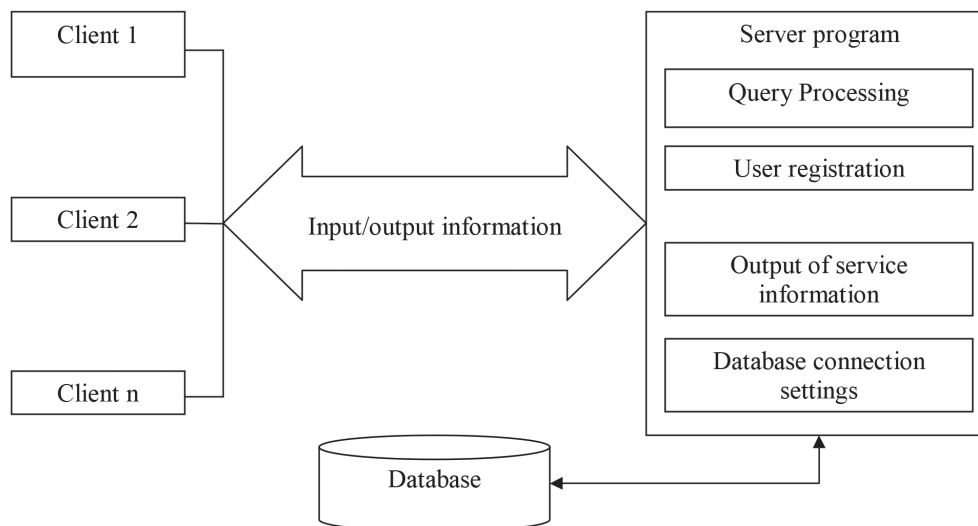 Client 1
Client 2
Client n
Input/output information
Server program
Query Processing
User registration
Output of service
information
Database connection
settings
Database